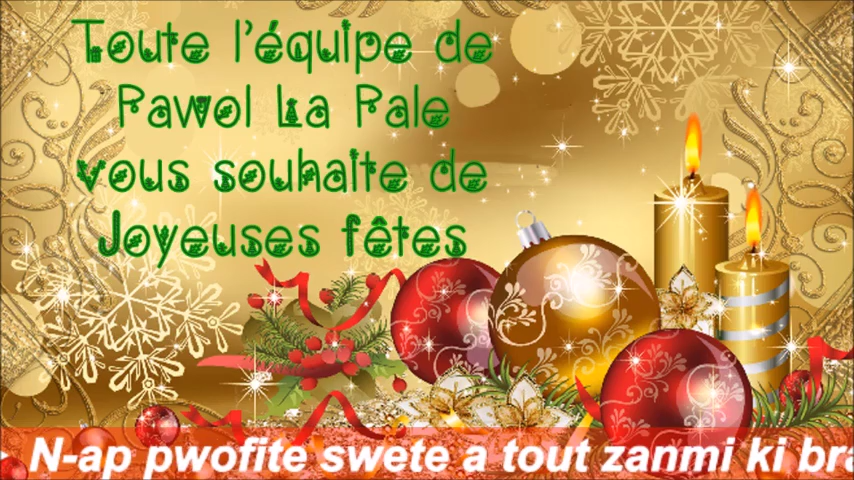 Toute l'équipe de
Pawol La Pale
vous souhaite de
Joyeuses fêtes
N-ap pwofite swete a tout zanmi ki